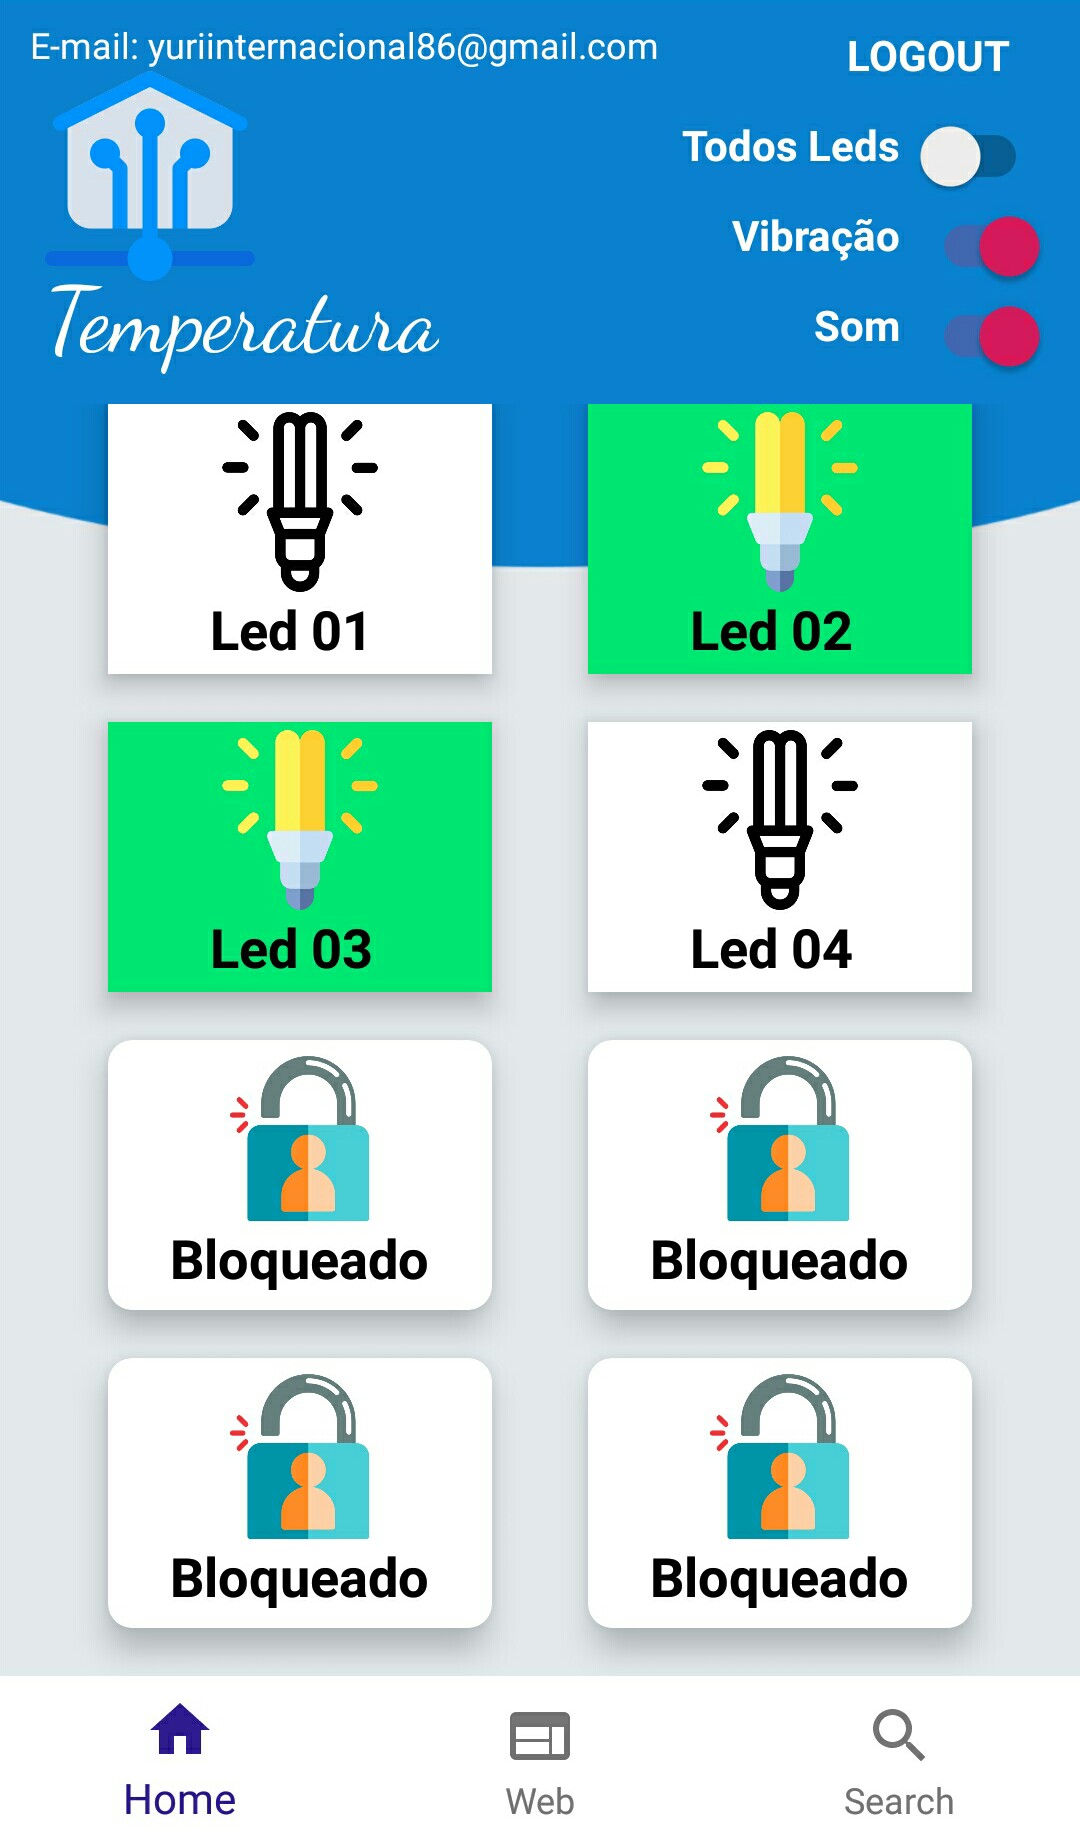 E-mail: yuriinternacional86@gmail.com
LOGOUT
Todos Leds
Vibração
Som
Temperatura
Led 01
Led 02
Led 03
Led 04
Bloqueado
Bloqueado
Bloqueado
Bloqueado
Home
Web
Search